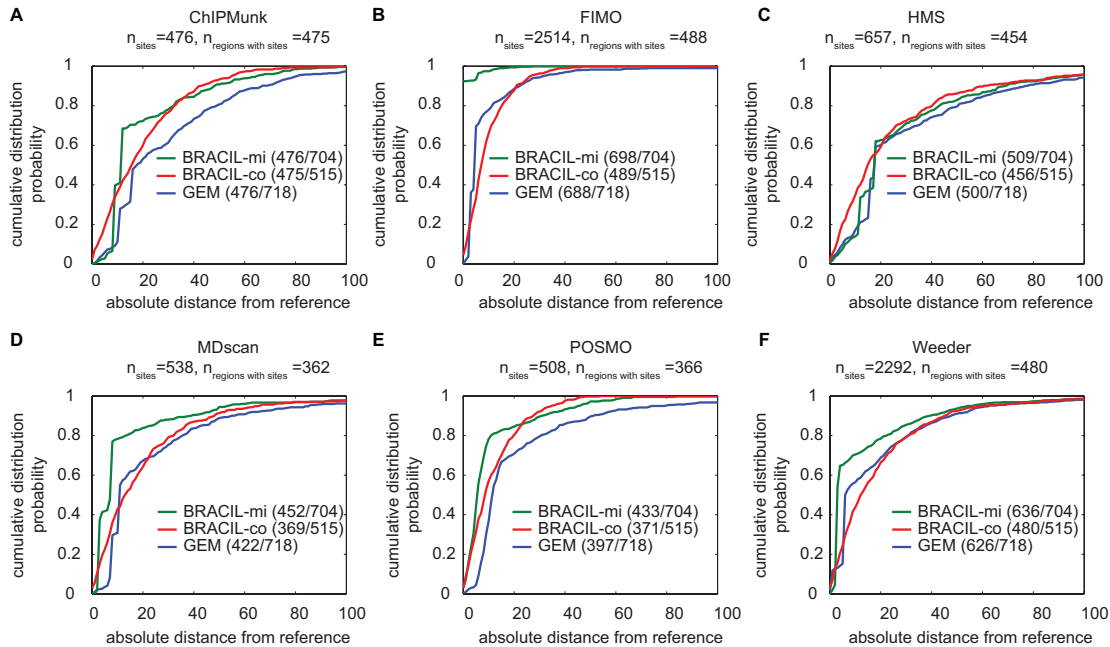 A
ChIPMunk
n_sites=476, n_regions with sites =475
cumulative distribution
probability
1
0.8
0.6
0.4
0.2
0
BRACIL-mi (476/704)
BRACIL-co (475/515)
GEM (476/718)
0 20 40 60 80 100
absolute distance from reference
B
FIMO
n_sites=2514, n_regions with sites =488
cumulative distribution
probability
1
0.8
0.6
0.4
0.2
0
BRACIL-mi (698/704)
BRACIL-co (489/515)
GEM (688/718)
0 20 40 60 80 100
absolute distance from reference
C
HMS
n_sites=657, n_regions with sites =454
cumulative distribution
probability
1
0.8
0.6
0.4
0.2
0
BRACIL-mi (509/704)
BRACIL-co (456/515)
GEM (500/718)
0 20 40 60 80 100
absolute distance from reference
D
MDscan
n_sites=538, n_regions with sites =362
cumulative distribution
probability
1
0.8
0.6
0.4
0.2
0
BRACIL-mi (452/704)
BRACIL-co (369/515)
GEM (422/718)
0 20 40 60 80 100
absolute distance from reference
E
POSMO
n_sites=508, n_regions with sites =366
cumulative distribution
probability
1
0.8
0.6
0.4
0.2
0
BRACIL-mi (433/704)
BRACIL-co (371/515)
GEM (397/718)
0 20 40 60 80 100
absolute distance from reference
F
Weeder
n_sites=2292, n_regions with sites =480
cumulative distribution
probability
1
0.8
0.6
0.4
0.2
0
BRACIL-mi (636/704)
BRACIL-co (480/515)
GEM (626/718)
0 20 40 60 80 100
absolute distance from reference